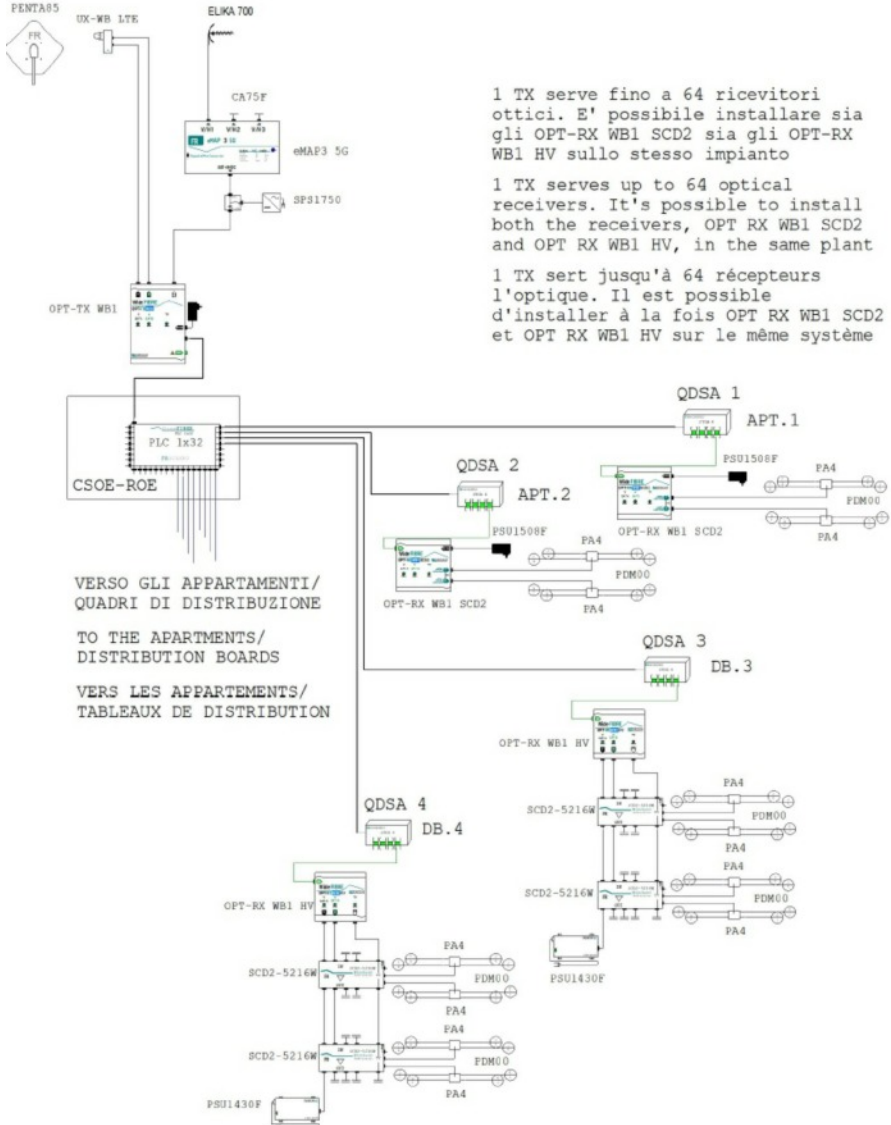 PENTA85
UX-WB LTE
ELIKA 700
FR
CA75F
eMAP3 5G
SPS1750
1 TX serve fino a 64 ricevitori
ottici. E' possibile installare sia
gli OPT-RX WB1 SCD2 sia gli OPT-RX
WB1 HV sullo stesso impianto
1 TX serves up to 64 optical
receivers. It's possible to install
both the receivers, OPT RX WB1 SCD2
and OPT RX WB1 HV, in the same
plant
1 TX sert jusqu'à 64 récepteurs
l'optique. Il est possible
d'installer à la fois OPT RX WB1 SCD2
et OPT RX WB1 HV sur le même système
OPT-TX WB1
PLC 1x32
CSOE-ROE
QDSA 1
APT.1
PSU1508F
PA4
PDM00
PA4
OPT-RX WB1 SCD2
QDSA 2
APT.2
PSU1508F
PA4
PDM00
PA4
OPT-RX WB1 SCD2
VERSO GLI APPARTAMENTI/
QUADRI DI DISTRIBUZIONE
TO THE APARTMENTS/
DISTRIBUTION BOARDS
VERS LES APPARTEMENTS/
TABLEAUX DE DISTRIBUTION
QDSA 3
DB.3
OPT-RX WB1 HV
SCD2-5216W
PA4
PDM00
PA4
SCD2-5216W
PA4
PDM00
PA4
PSU1430F
QDSA 4
DB.4
OPT-RX WB1 HV
SCD2-5216W
PA4
PDM00
PA4
SCD2-5216W
PA4
PDM00
PA4
PSU1430F